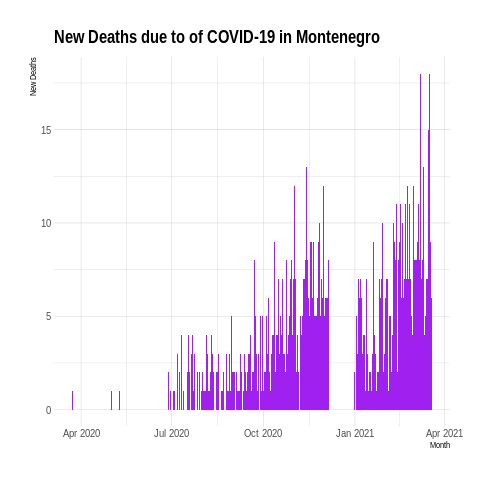 New Deaths due to of COVID-19 in Montenegro
New Deaths
15
10
5
0
Apr 2020 Jul 2020 Oct 2020 Jan 2021 Apr 2021
Month